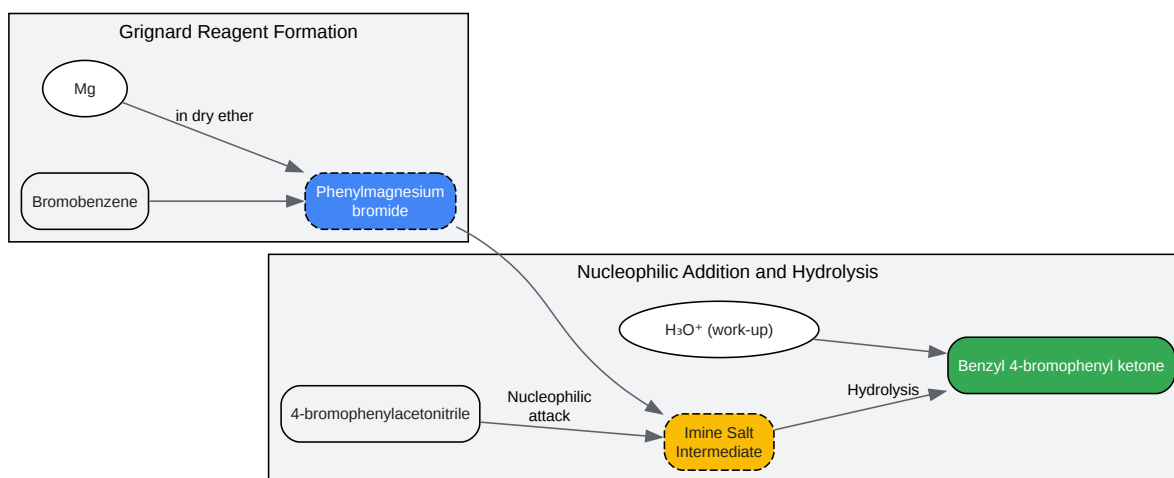 Grignard Reagent Formation
Mg
in dry ether
Bromobenzene
Phenylmagnesium
bromide
Nucleophilic Addition and Hydrolysis
H₃O⁺ (work-up)
Benzyl 4-bromophenyl ketone
Hydrolysis
4-bromophenylacetonitrile
Nucleophilic
attack
Imine Salt
Intermediate